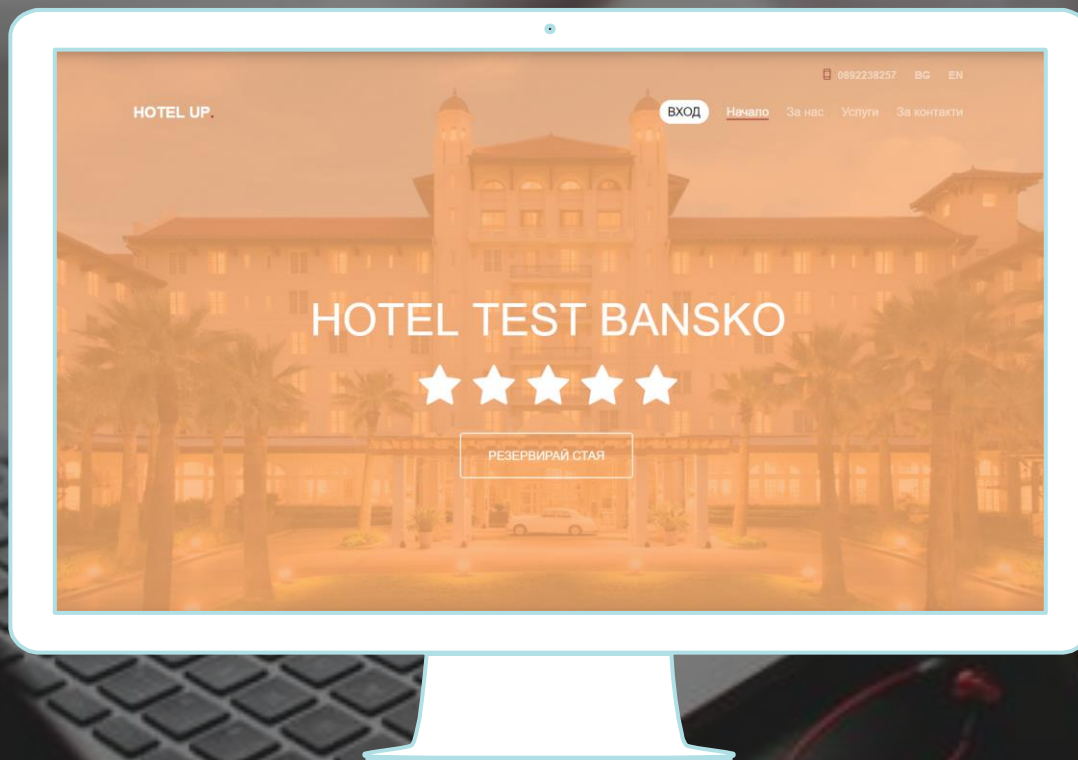 0892238257 BG EN
HOTEL UP.
ВХОД Начало За нас Услуги За контакти
HOTEL TEST BANSKO
РЕЗЕРВИРАЙ СТАЯ